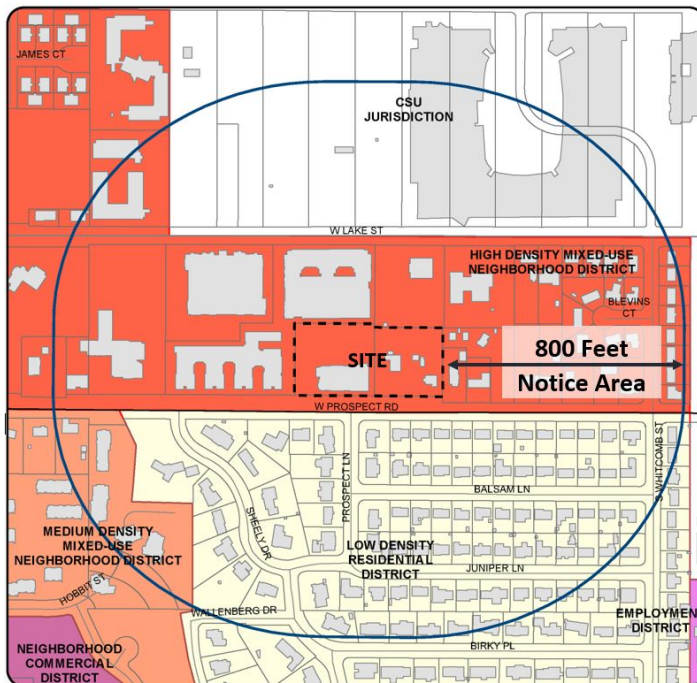 JAMES CT
CSU
JURISDICTION
W LAKE ST
HIGH DENSITY MIXED-USE
NEIGHBORHOOD DISTRICT
BLEVINS
CT
SITE
800 Feet
Notice Area
W PROSPECT RD
S WHITCOMB ST
PROSPECT LN
BALSAM LN
SHEELY DR
MEDIUM DENSITY
MIXED-USE
NEIGHBORHOOD DISTRICT
LOW DENSITY
RESIDENTIAL
DISTRICT
JUNIPER LN
HOBBIT ST
WALLENBERG DR
EMPLOYMEN
DISTRICT
BIRKY PL
NEIGHBORHOOD
COMMERCIAL
DISTRICT